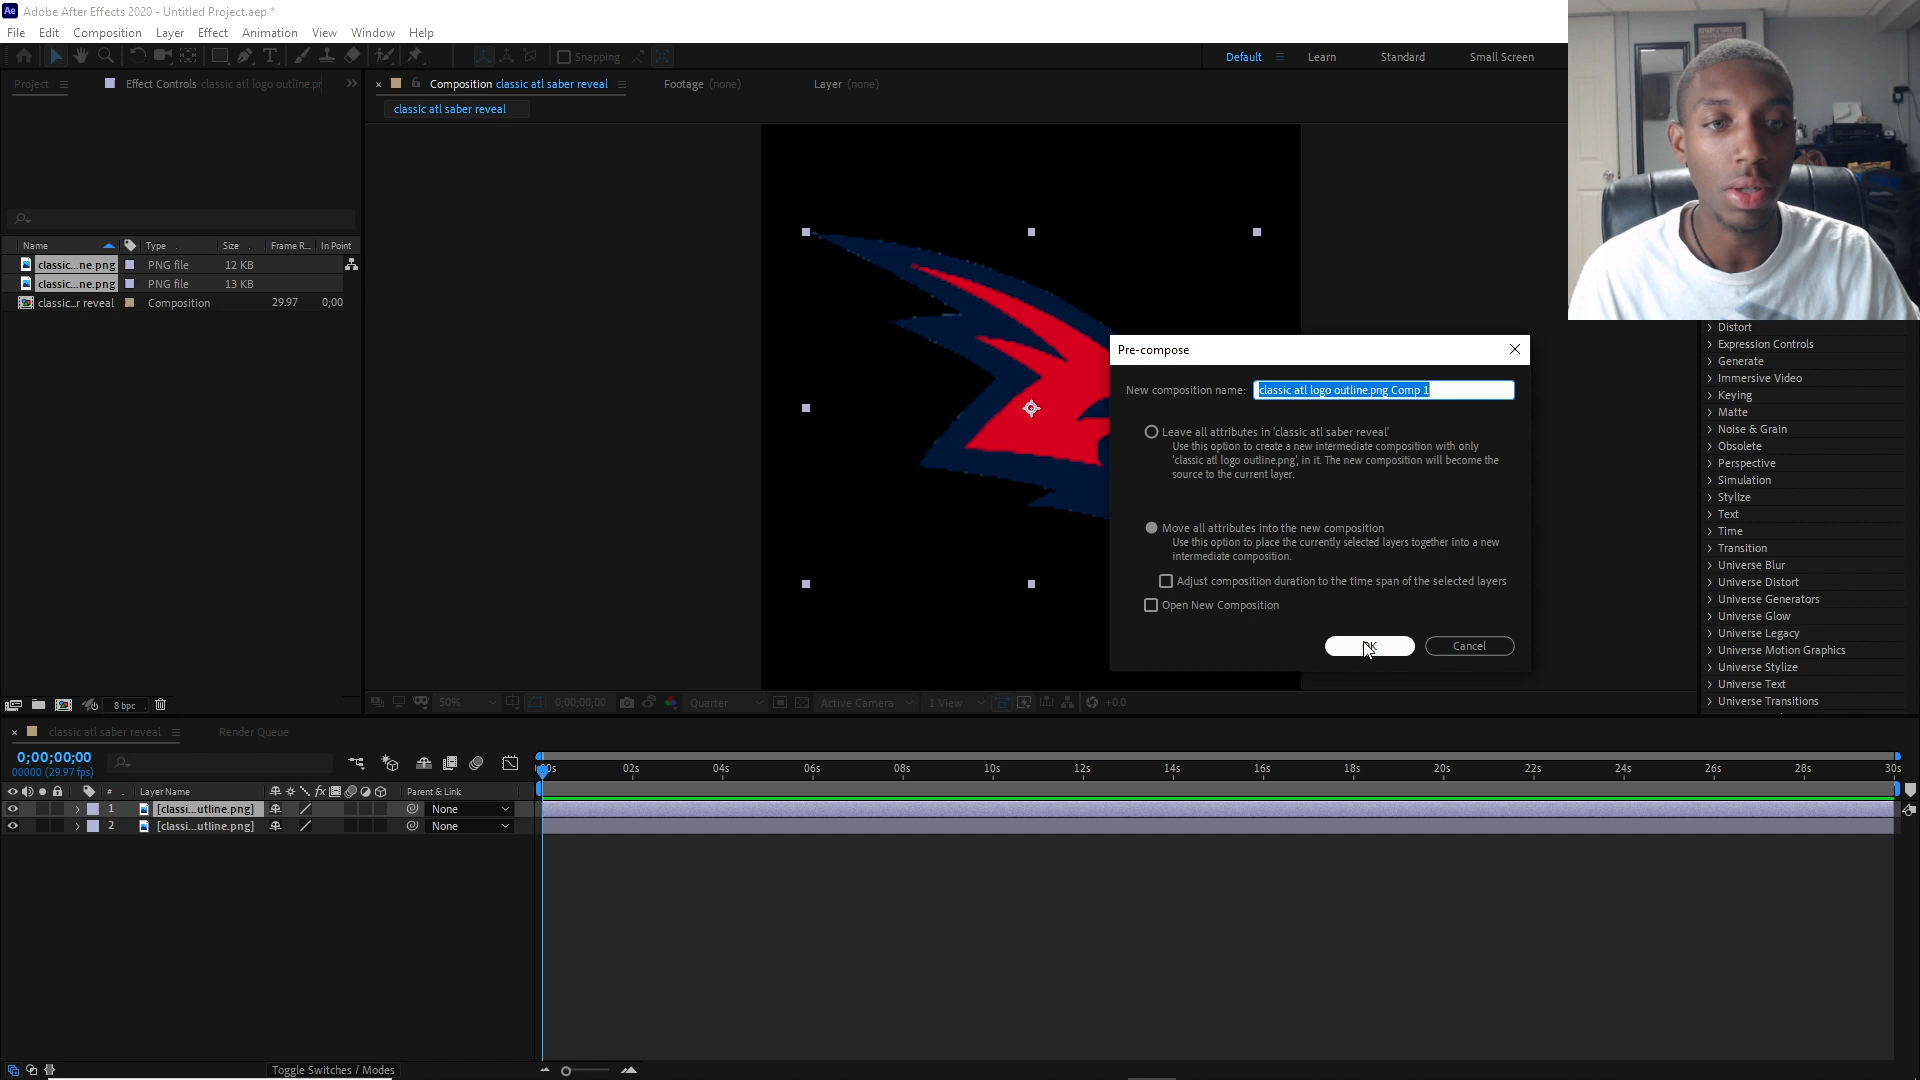 Adobe After Effects 2020 - Untitled Project.aep *
File Edit Composition Layer Effect Animation View Window Help
Snapping
Default Learn Standard Small Screen
Project Effect Controls classic atl logo outline.pr
Composition classic atl saber reveal Footage (none) Layer (none)
classic atl saber reveal
Name Type Size Frame R... In Point
classic...ne.png PNG file 12 KB
classic...ne.png PNG file 13 KB
classic..r reveal Composition 29.97 0;00
Pre-compose
New composition name: classic atl logo outline.png Comp 1
Leave all attributes in 'classic atl saber reveal'
Use this option to create a new intermediate composition with only
'classic atl logo outline.png', in it. The new composition will become the
source to the current layer.
Move all attributes into the new composition
Use this option to place the currently selected layers together into a new
intermediate composition.
Adjust composition duration to the time span of the selected layers
Open New Composition
Cancel
Distort
Expression Controls
Generate
Immersive Video
Keying
Matte
Noise & Grain
Obsolete
Perspective
Simulation
Stylize
Text
Time
Transition
Universe Blur
Universe Distort
Universe Generators
Universe Glow
Universe Legacy
Universe Motion Graphics
Universe Stylize
Universe Text
Universe Transitions
8 bpc
50% 0;00;00;00 Quarter Active Camera 1 View +0.0
classic atl saber reveal Render Queue
0;00;00;00
00000 (29.97 fps)
02s 04s 06s 08s 10s 12s 14s 16s 18s 20s 22s 24s 26s 28s 30s
# Layer Name fx Parent & Link
1 [classi...utline.png] None
2 [classi...utline.png] None
Toggle Switches / Modes